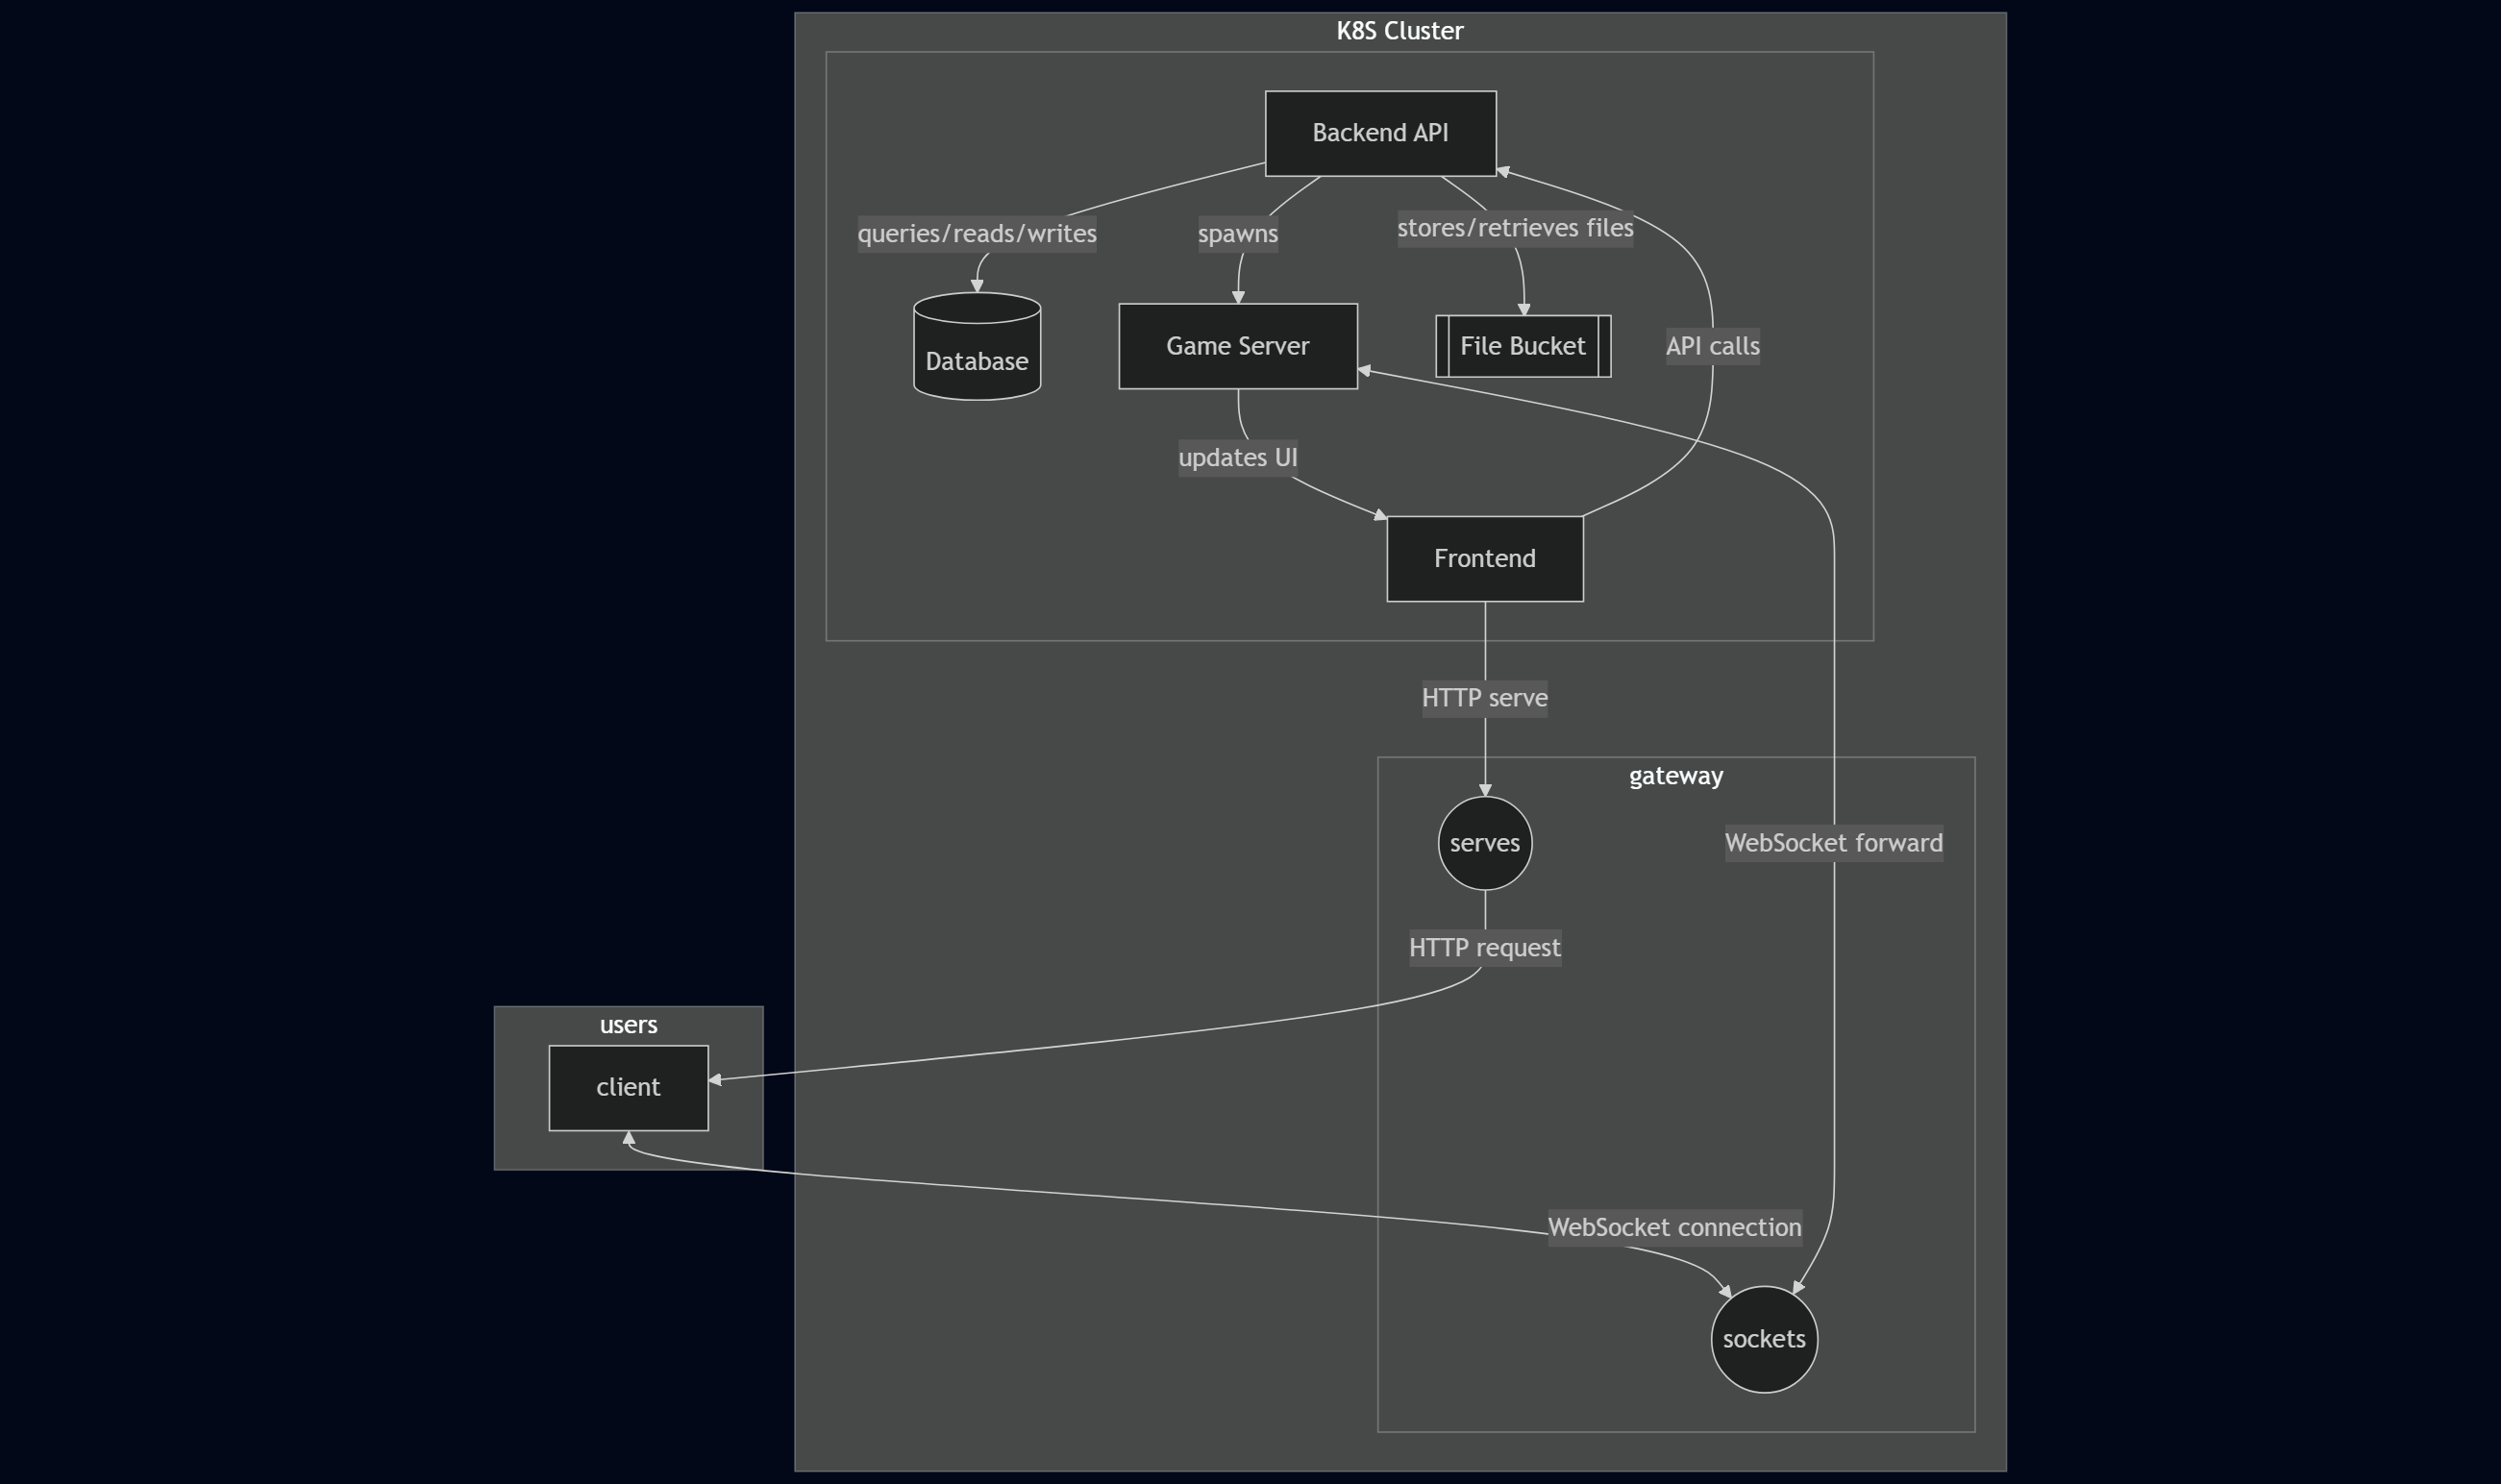 K8S Cluster
Backend API
queries/reads/writes
spawns
stores/retrieves files
Database
Game Server
File Bucket
API calls
updates UI
Frontend
HTTP serve
gateway
serves
WebSocket forward
HTTP request
users
client
WebSocket connection
sockets